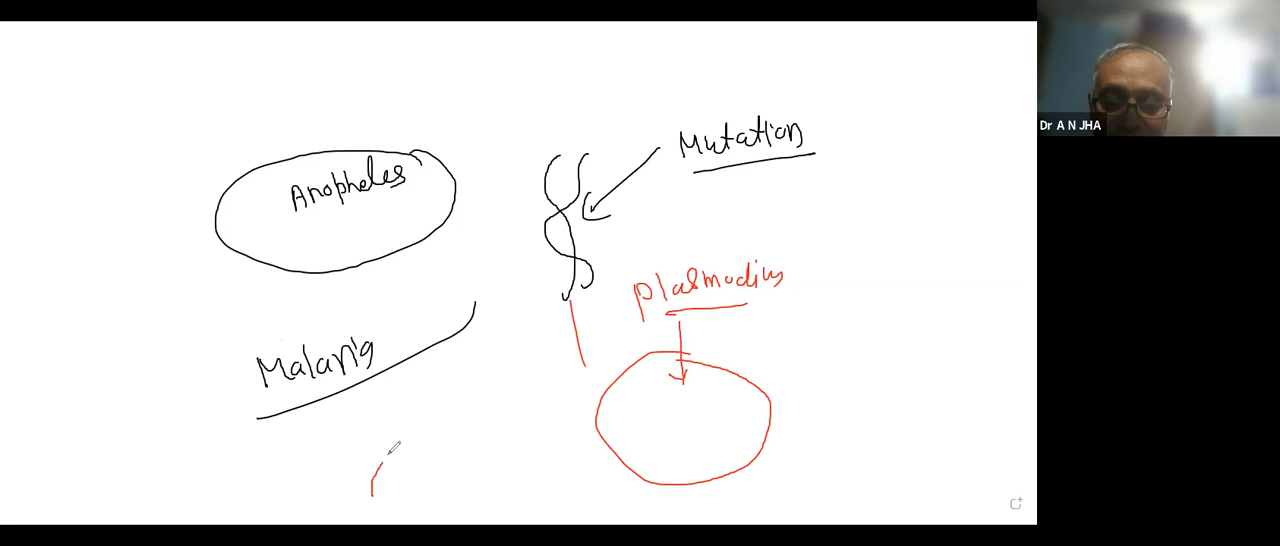 Mutation
Anopheles
Plasmodium
Malaria
Dr A N JHA